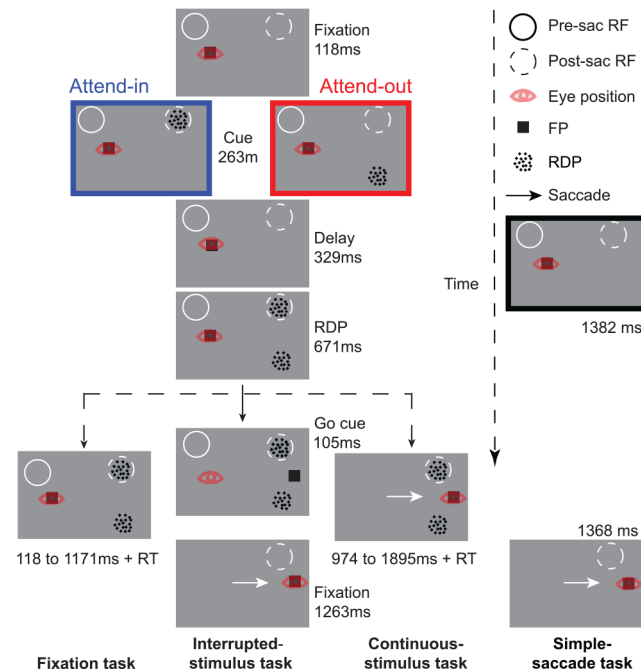 Fixation
118ms
Pre-sac RF
Post-sac RF
Eye position
FP
RDP
Saccade
Attend-in
Attend-out
Cue
263m
Delay
329ms
Time
1382 ms
RDP
671ms
Go cue
105ms
118 to 1171ms + RT
974 to 1895ms + RT
1368 ms
Fixation
1263ms
Fixation task
Interrupted-
stimulus task
Continuous-
stimulus task
Simple-
saccade task